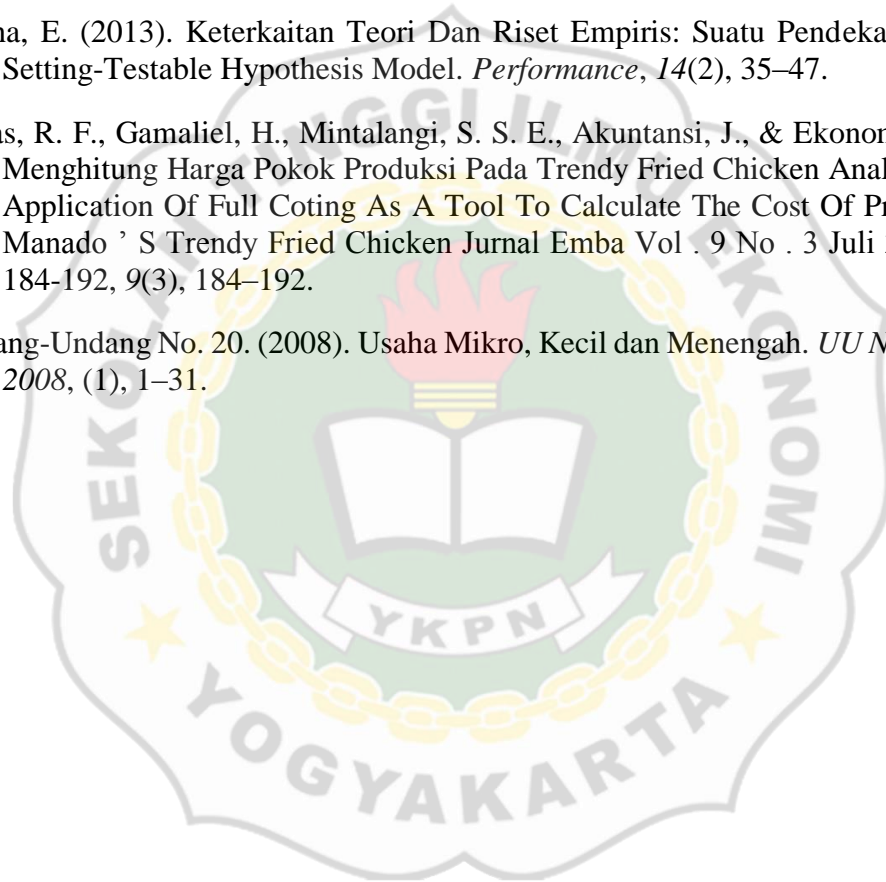 na, E. (2013). Keterkaitan Teori Dan Riset Empiris: Suatu Pendeka
Setting-Testable Hypothesis Model. Performance, 14(2), 35–47.
as, R. F., Gamaliel, H., Mintalangi, S. S. E., Akuntansi, J., & Ekonor
Menghitung Harga Pokok Produksi Pada Trendy Fried Chicken Anal
Application Of Full Coting As A Tool To Calculate The Cost Of Pr
Manado ’ S Trendy Fried Chicken Jurnal Emba Vol . 9 No . 3 Juli
184-192, 9(3), 184–192.
ang-Undang No. 20. (2008). Usaha Mikro, Kecil dan Menengah. UU N
2008, (1), 1–31.
SEKOLAH TINGGI ILMU EKONOMI
YKPN
YOGYAKARTA